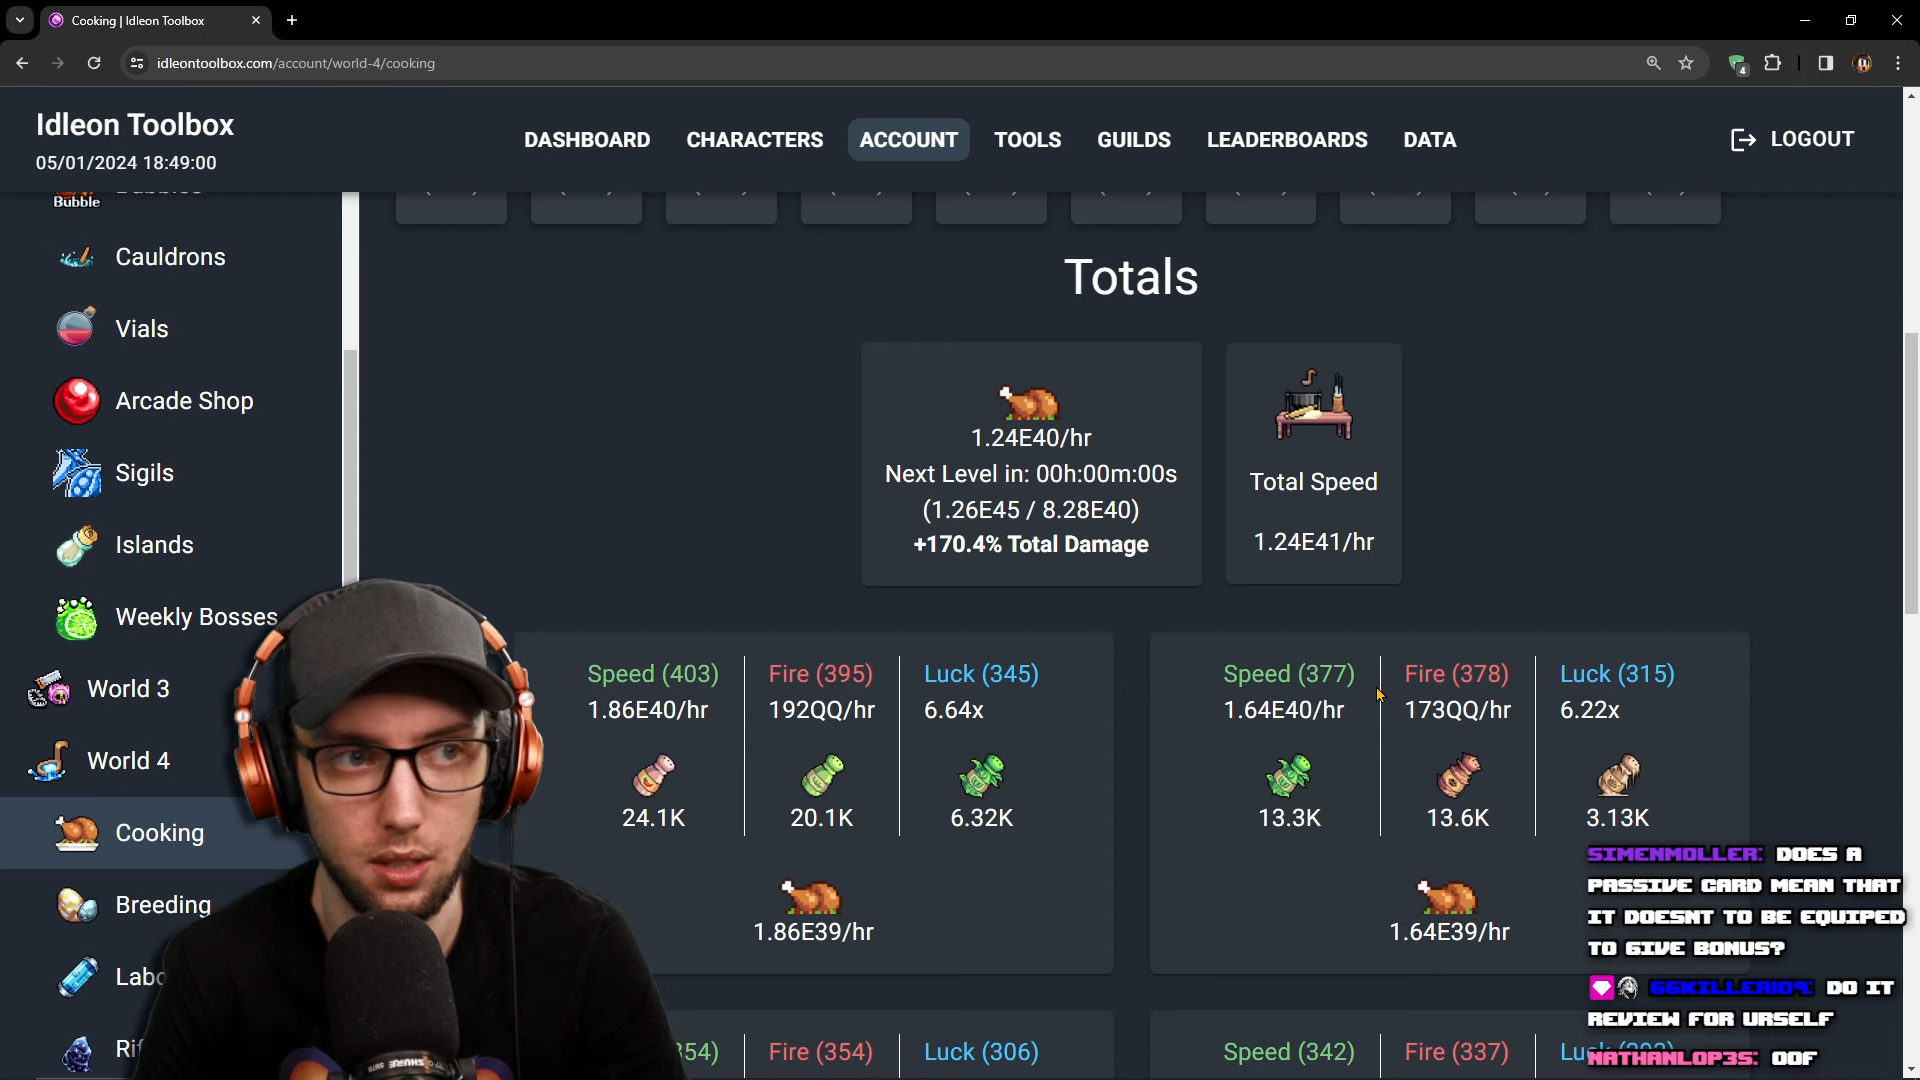 Cooking | Idleon Toolbox
idleontoolbox.com/account/world-4/cooking
4
Idleon Toolbox
05/01/2024 18:49:00
DASHBOARD
CHARACTERS
ACCOUNT
TOOLS
GUILDS
LEADERBOARDS
DATA
LOGOUT
Bubble
Cauldrons
Vials
Arcade Shop
Sigils
Islands
Weekly Bosses
World 3
World 4
Cooking
Breeding
Totals
1.24E40/hr
Next Level in: 00h:00m:00s
(1.26E45 / 8.28E40)
+170.4% Total Damage
Total Speed
1.24E41/hr
Speed (403) Fire (395) Luck (345)
1.86E40/hr 192QQ/hr 6.64x
24.1K 20.1K 6.32K
1.86E39/hr
Speed (377) Fire (378) Luck (315)
1.64E40/hr 173QQ/hr 6.22x
13.3K 13.6K 3.13K
1.64E39/hr
354) Fire (354) Luck (306)
Speed (342) Fire (337)
SIMENMOLLER: DOES A
PASSIVE CARD MEAN THAT
IT DOESNT TO BE EQUIPED
TO GIVE BONUS?
GGKILLER109: DO IT
REVIEW FOR URSELF
NATHANLOP3S: OOF
SHURE